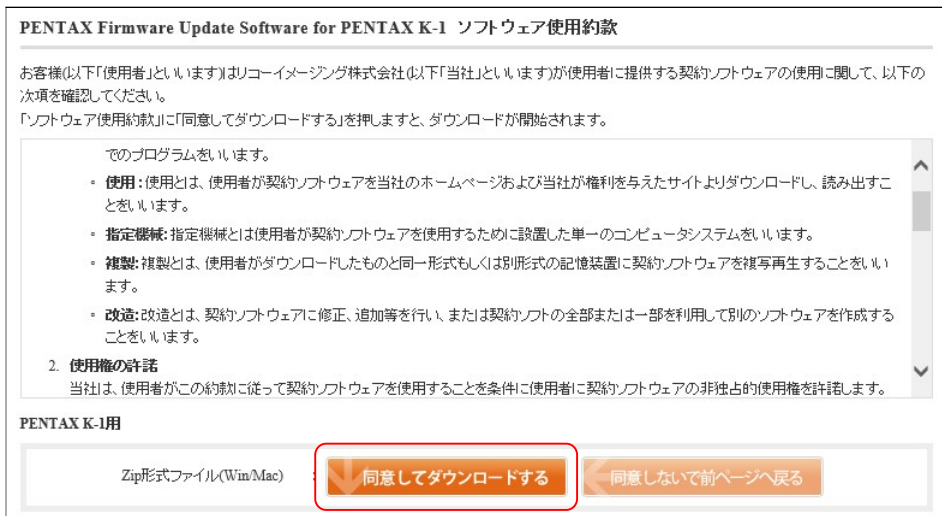 PENTAX Firmware Update Software for PENTAX K-1 ソフトウェア使用約款
お客様(以下「使用者」といいます)はリコーイメージング株式会社(以下「当社」といいます)が使用者に提供する契約ソフトウェアの使用に関して、以下の
次項を確認してください。
「ソフトウェア使用約款」に「同意してダウンロードする」を押しますと、ダウンロードが開始されます。
でのプログラムをいいます。
◦ 使用:使用とは、使用者が契約ソフトウェアを当社のホームページおよび当社が権利を与えたサイトよりダウンロードし、読み出すこ
とをいいます。
◦ 指定機械:指定機械とは使用者が契約ソフトウェアを使用するために設置した単一のコンピュータシステムをいいます。
◦ 複製:複製とは、使用者がダウンロードしたものと同一形式もしくは別形式の記憶装置に契約ソフトウェアを複写再生することをいい
ます。
◦ 改造:改造とは、契約ソフトウェアに修正、追加等を行い、または契約ソフトの全部または一部を利用して別のソフトウェアを作成する
ことをいいます。
2. 使用権の許諾
当社は、使用者がこの約款に従って契約ソフトウェアを使用することを条件に使用者に契約ソフトウェアの非独占的使用権を許諾します。
PENTAX K-1用
Zip形式ファイル(Win/Mac) : 同意してダウンロードする 同意しないで前ページへ戻る